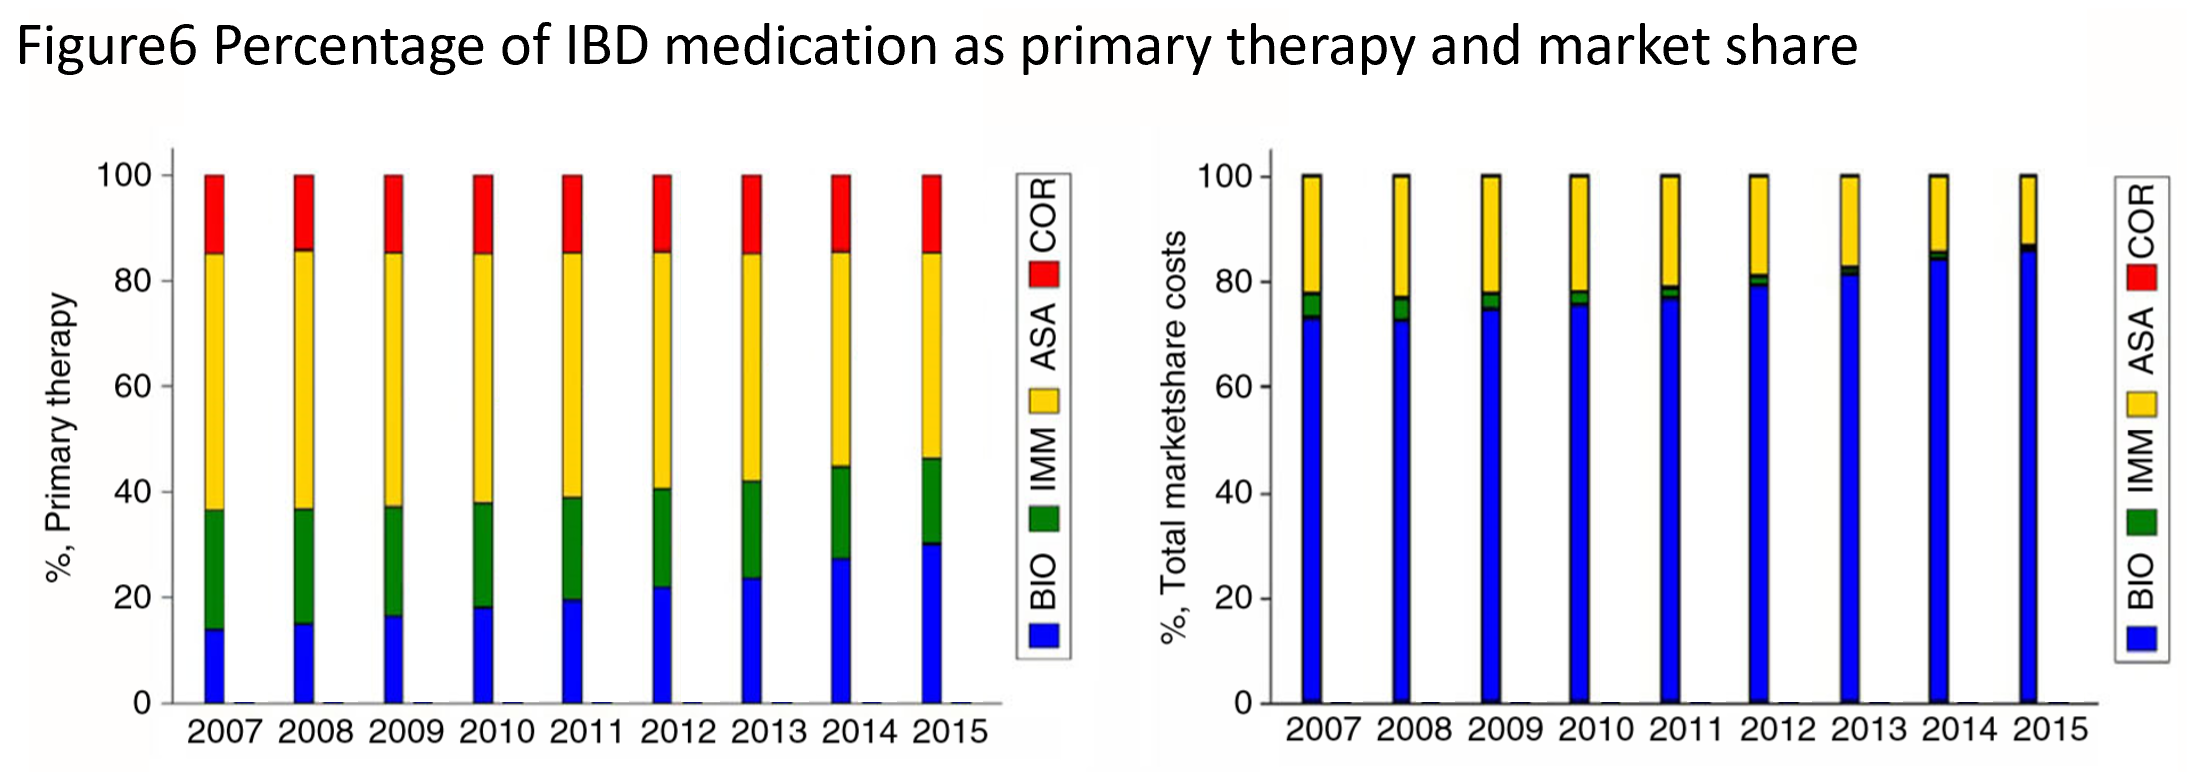 Figure6 Percentage of IBD medication as primary therapy and market share
%, Primary therapy
100
80
60
40
20
0
2007 2008 2009 2010 2011 2012 2013 2014 2015
BIO IMM ASA COR
%, Total marketshare costs
100
80
60
40
20
0
2007 2008 2009 2010 2011 2012 2013 2014 2015
BIO IMM ASA COR